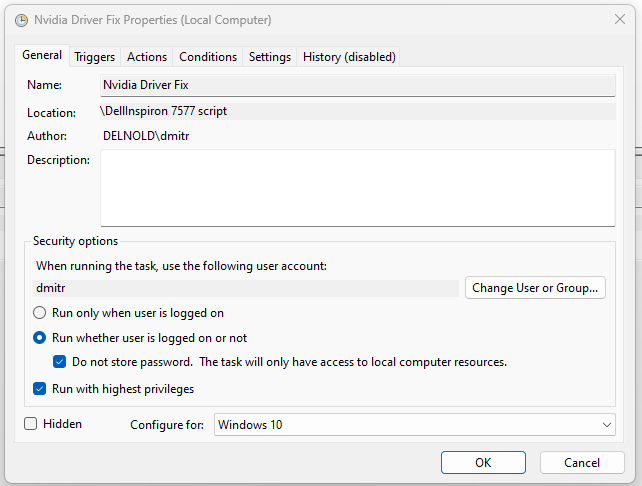 Nvidia Driver Fix Properties (Local Computer)
General Triggers Actions Conditions Settings History (disabled)
Name: Nvidia Driver Fix
Location: \DellInspiron 7577 script
Author: DELNOLD\dmitr
Description:
Security options
When running the task, use the following user account:
dmitr Change User or Group...
Run only when user is logged on
Run whether user is logged on or not
Do not store password. The task will only have access to local computer resources.
Run with highest privileges
Hidden Configure for: Windows 10
OK Cancel